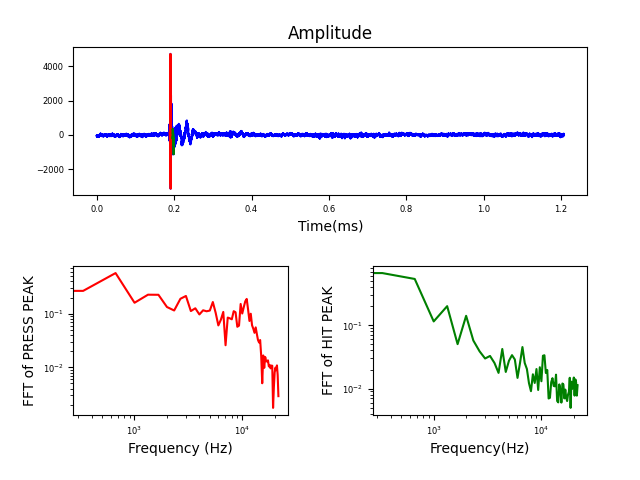 Amplitude
4000
2000
0
−2000
0.0 0.2 0.4 0.6 0.8 1.0 1.2
Time(ms)
FFT of PRESS PEAK
10⁻¹
10⁻²
10³ 10⁴
Frequency (Hz)
FFT of HIT PEAK
10⁻¹
10⁻²
10³ 10⁴
Frequency(Hz)